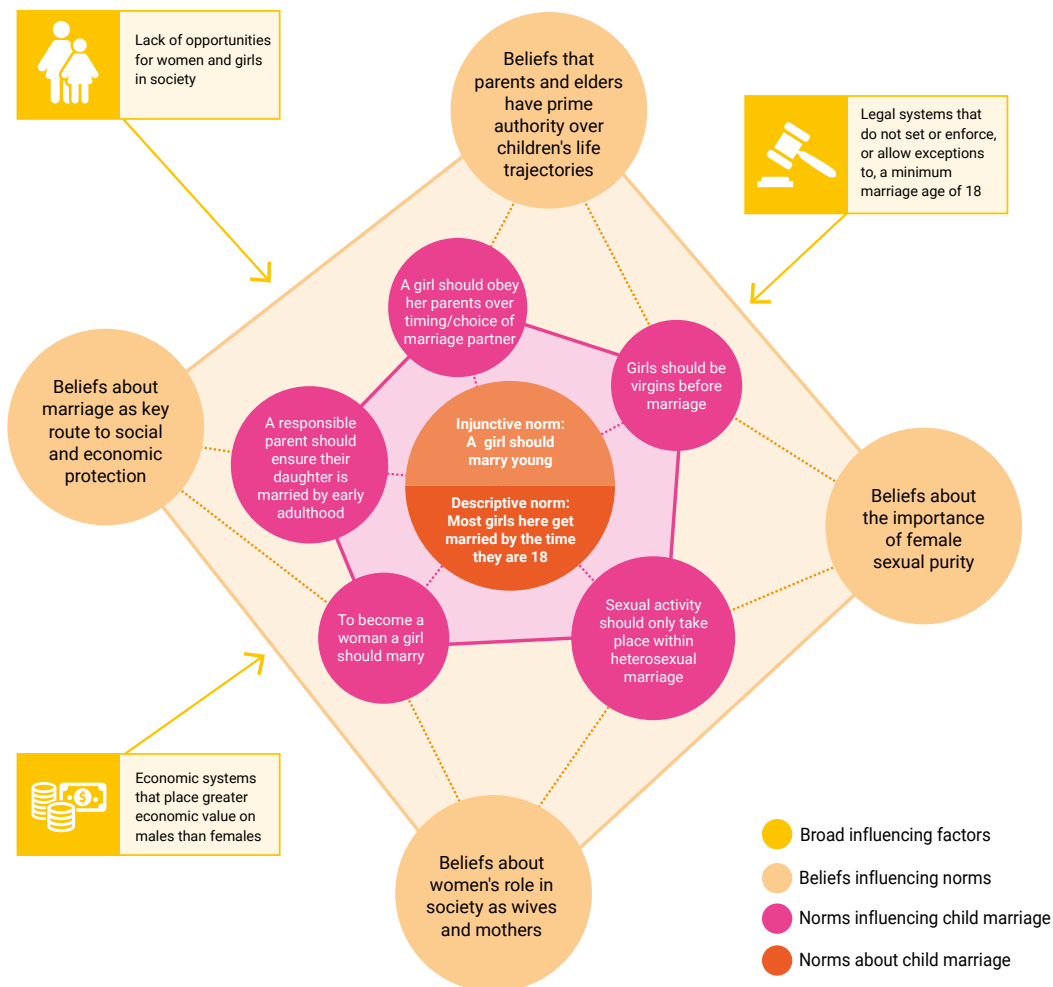 Lack of opportunities
for women and girls
in society
Beliefs that
parents and elders
have prime
authority over
children's life
trajectories
Legal systems that
do not set or enforce,
or allow exceptions
to, a minimum
marriage age of 18
A girl should obey
her parents over
timing/choice of
marriage partner
Girls should be
virgins before
marriage
Beliefs about
marriage as key
route to social
and economic
protection
A responsible
parent should
ensure their
daughter is
married by early
adulthood
Injunctive norm:
A girl should
marry young
Descriptive norm:
Most girls here get
married by the time
they are 18
Beliefs about
the importance
of female
sexual purity
To become a
woman a girl
should marry
Sexual activity
should only take
place within
heterosexual
marriage
$
Economic systems
that place greater
economic value on
males than females
Beliefs about
women's role in
society as wives
and mothers
Broad influencing factors
Beliefs influencing norms
Norms influencing child marriage
Norms about child marriage